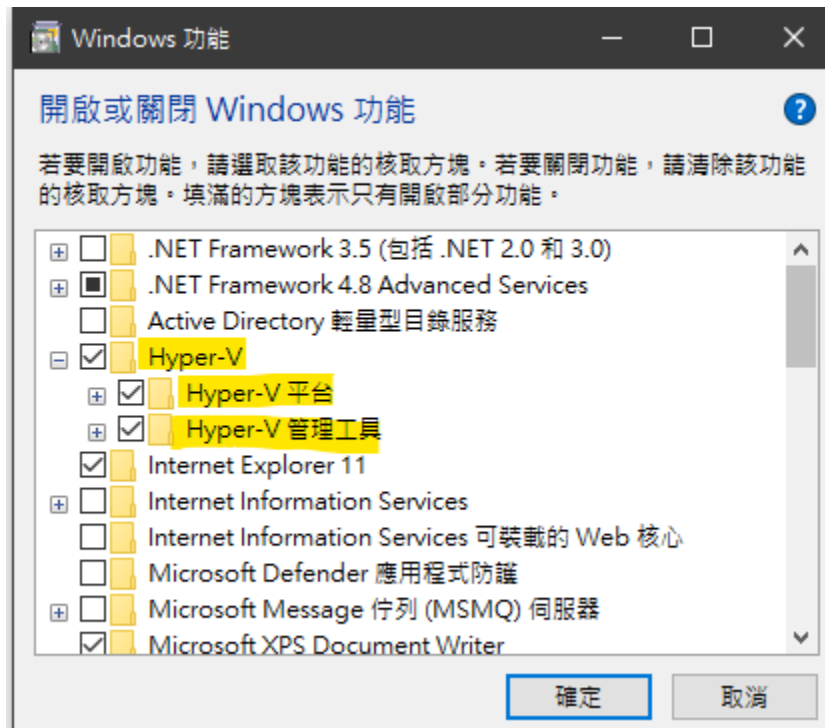 Windows 功能
開啟或關閉 Windows 功能
?
若要開啟功能，請選取該功能的核取方塊。若要關閉功能，請清除該功能
的核取方塊。填滿的方塊表示只有開啟部分功能。
.NET Framework 3.5 (包括 .NET 2.0 和 3.0)
.NET Framework 4.8 Advanced Services
Active Directory 輕量型目錄服務
Hyper-V
Hyper-V 平台
Hyper-V 管理工具
Internet Explorer 11
Internet Information Services
Internet Information Services 可裝載的 Web 核心
Microsoft Defender 應用程式防護
Microsoft Message 佇列 (MSMQ) 伺服器
Microsoft XPS Document Writer
確定 取消